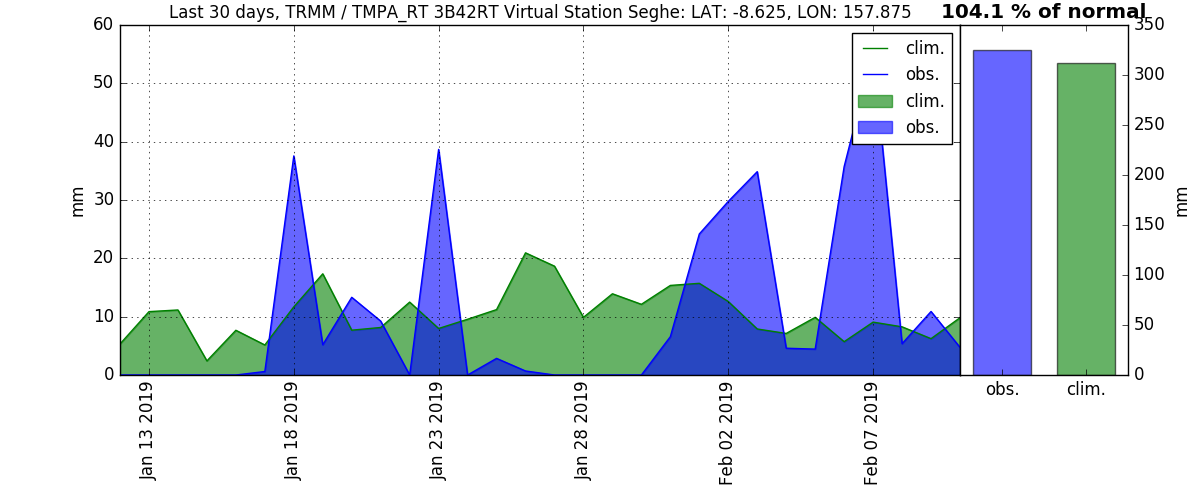 Last 30 days, TRMM / TMPA_RT 3B42RT Virtual Station Seghe: LAT: -8.625, LON: 157.875
104.1 % of normal
60
50
40
30
20
10
0
mm
clim.
obs.
clim.
obs.
350
300
250
200
150
100
50
0
mm
Jan 13 2019
Jan 18 2019
Jan 23 2019
Jan 28 2019
Feb 02 2019
Feb 07 2019
obs.
clim.